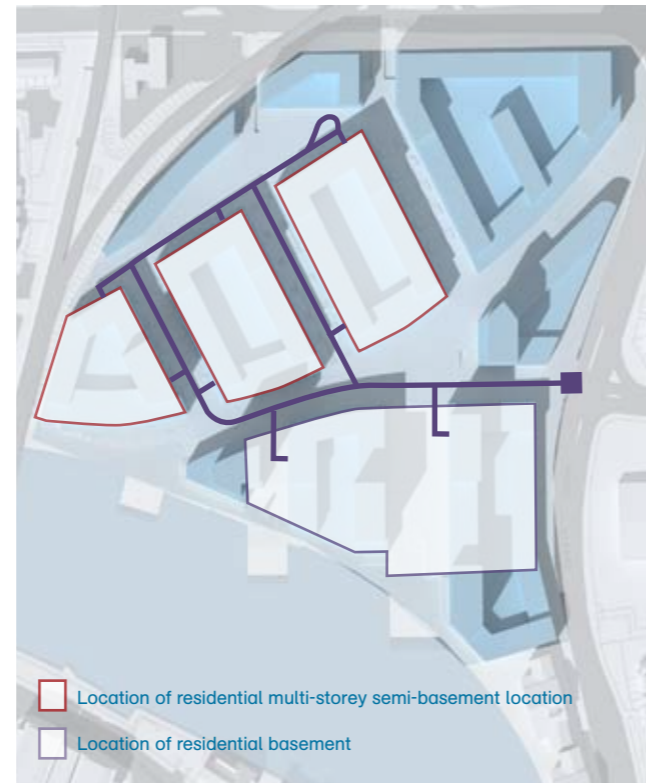 Location of residential multi-storey semi-basement location
Location of residential basement